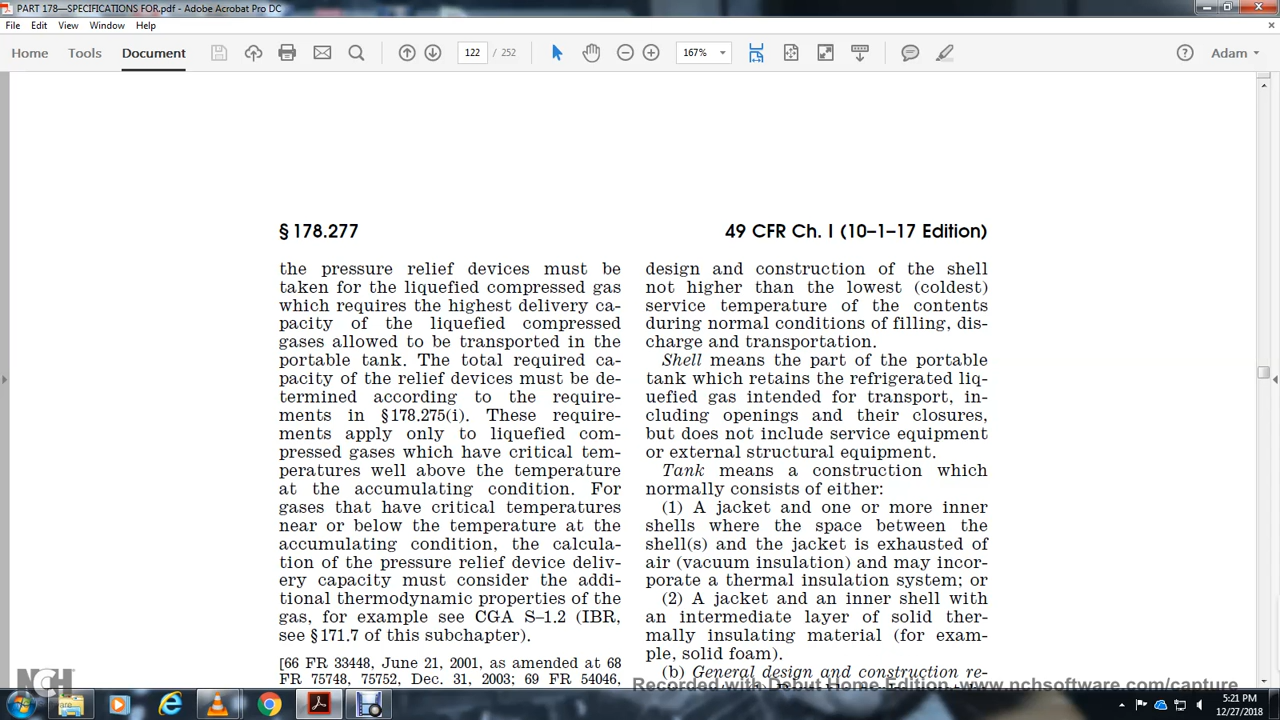 PART 178—SPECIFICATIONS FOR.pdf - Adobe Acrobat Pro DC
File Edit View Window Help
Home Tools Document 122 / 252 167% Adam
§ 178.277
49 CFR Ch. I (10–1–17 Edition)
the pressure relief devices must be
taken for the liquefied compressed gas
which requires the highest delivery ca-
pacity of the liquefied compressed
gases allowed to be transported in the
portable tank. The total required ca-
pacity of the relief devices must be de-
termined according to the require-
ments in §178.275(i). These require-
ments apply only to liquefied com-
pressed gases which have critical tem-
peratures well above the temperature
at the accumulating condition. For
gases that have critical temperatures
near or below the temperature at the
accumulating condition, the calcula-
tion of the pressure relief device deliv-
ery capacity must consider the addi-
tional thermodynamic properties of the
gas, for example see CGA S–1.2 (IBR,
see §171.7 of this subchapter).
[66 FR 33448, June 21, 2001, as amended at 68
FR 75748, 75752, Dec. 31, 2003; 69 FR 54046,
design and construction of the shell
not higher than the lowest (coldest)
service temperature of the contents
during normal conditions of filling, dis-
charge and transportation.
Shell means the part of the portable
tank which retains the refrigerated liq-
uefied gas intended for transport, in-
cluding openings and their closures,
but does not include service equipment
or external structural equipment.
Tank means a construction which
normally consists of either:
(1) A jacket and one or more inner
shells where the space between the
shell(s) and the jacket is exhausted of
air (vacuum insulation) and may incor-
porate a thermal insulation system; or
(2) A jacket and an inner shell with
an intermediate layer of solid ther-
mally insulating material (for exam-
ple, solid foam).
(b) General design and construction re-
NCH
Recorded with Debut Home Edition. www.nchsoftware.com/capture
5:21 PM
12/27/2018